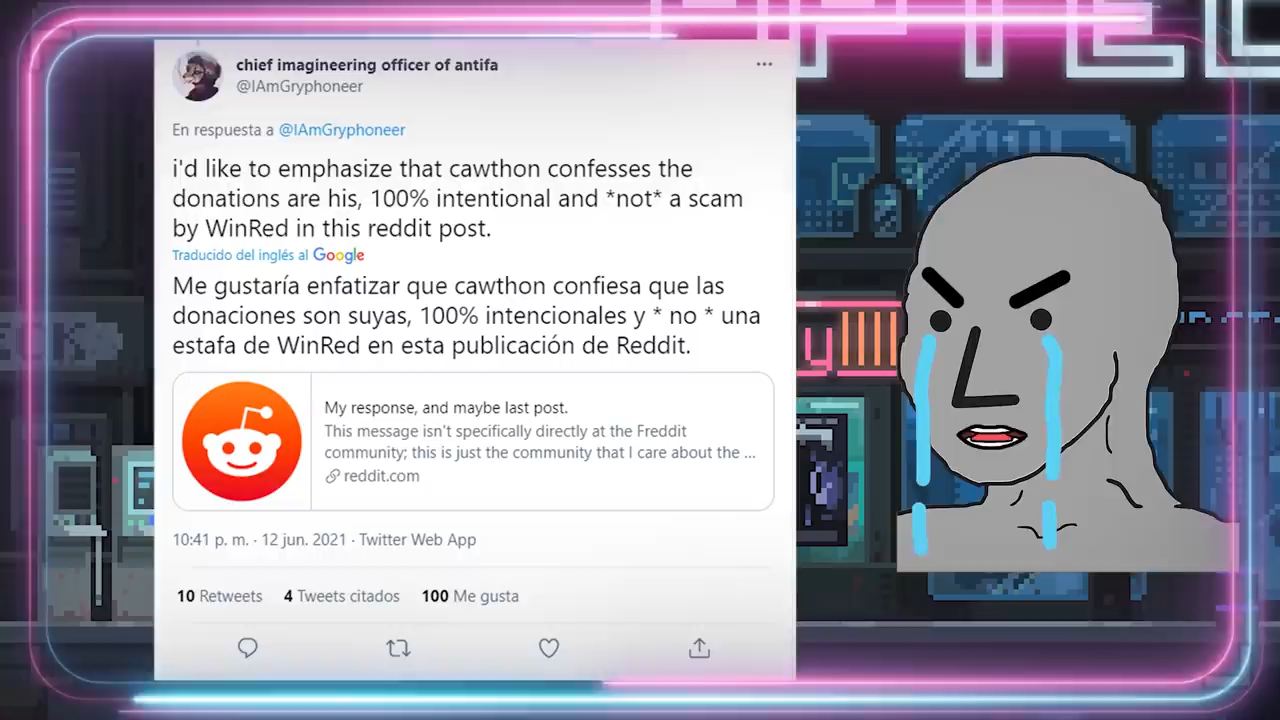 chief imagineering officer of antifa
@IAmGryphoneer
En respuesta a @IAmGryphoneer
i'd like to emphasize that cawthon confesses the
donations are his, 100% intentional and *not* a scam
by WinRed in this reddit post.
Traducido del inglés al Google
Me gustaría enfatizar que cawthon confiesa que las
donaciones son suyas, 100% intencionales y * no * una
estafa de WinRed en esta publicación de Reddit.
My response, and maybe last post.
This message isn't specifically directly at the Freddit
community; this is just the community that I care about the ...
reddit.com
10:41 p. m. · 12 jun. 2021 · Twitter Web App
10 Retweets 4 Tweets citados 100 Me gusta